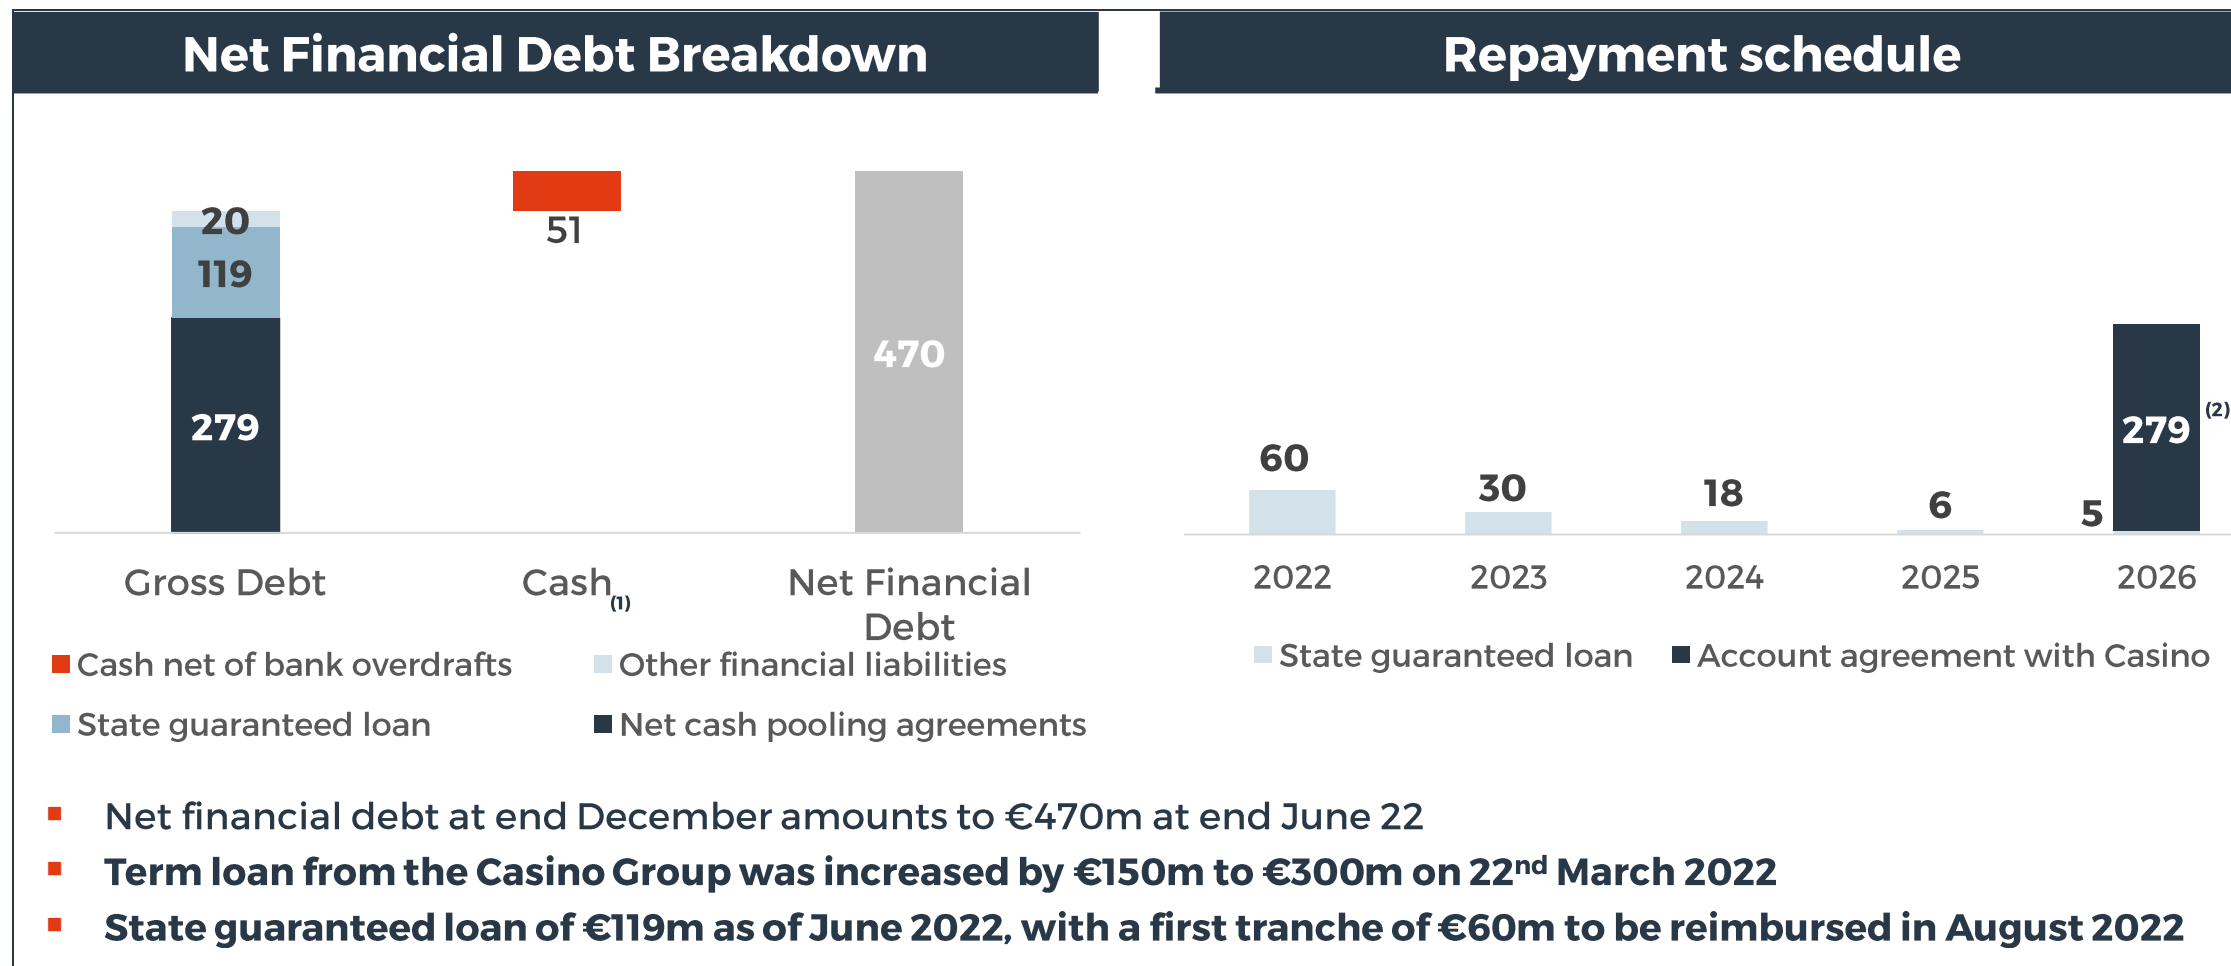 Net Financial Debt Breakdown
20
119
279
51
470
Gross Debt
Cash
(1)
Net Financial
Debt
Cash net of bank overdrafts
Other financial liabilities
State guaranteed loan
Net cash pooling agreements
Repayment schedule
60
30
18
6
5
279
(2)
2022
2023
2024
2025
2026
State guaranteed loan
Account agreement with Casino
Net financial debt at end December amounts to €470m at end June 22
Term loan from the Casino Group was increased by €150m to €300m on 22nd March 2022
State guaranteed loan of €119m as of June 2022, with a first tranche of €60m to be reimbursed in August 2022